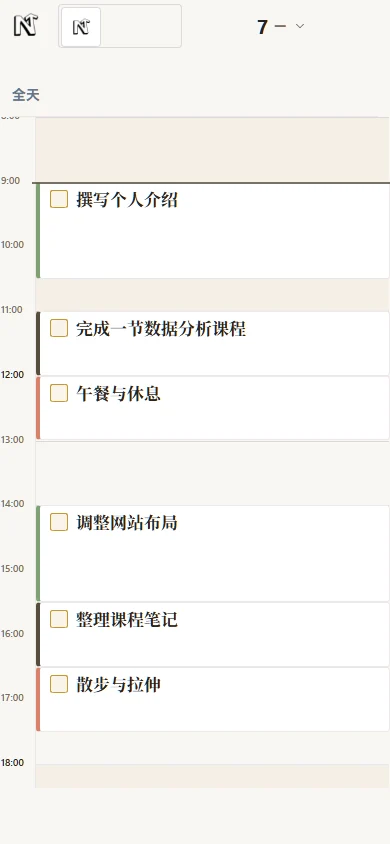 7 一
全天
9:00
撰写个人介绍
10:00
11:00
完成一节数据分析课程
12:00
午餐与休息
13:00
14:00
调整网站布局
15:00
整理课程笔记
16:00
散步与拉伸
17:00
18:00